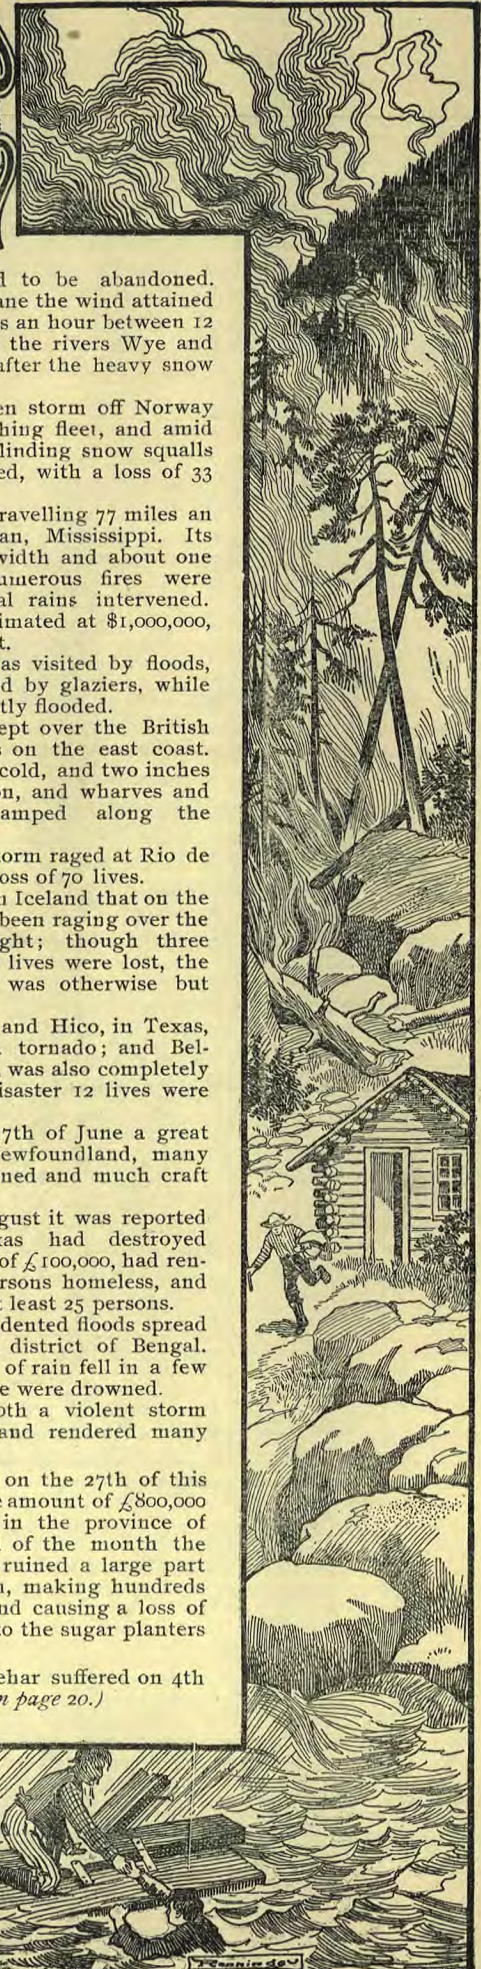 d to be abandoned.
ane the wind attained
s an hour between 12
the rivers Wye and
after the heavy snow
en storm off Norway
hing fleet, and amid
linding snow squalls
ed, with a loss of 33
ravelling 77 miles an
an, Mississippi. Its
width and about one
umerous fires were
al rains intervened.
imated at $1,000,000,
t.
as visited by floods,
d by glaziers, while
tly flooded.
ept over the British
s on the east coast.
cold, and two inches
n, and wharves and
amped along the
torm raged at Rio de
oss of 70 lives.
n Iceland that on the
been raging over the
ght; though three
lives were lost, the
was otherwise but
and Hico, in Texas,
tornado; and Bel-
was also completely
isaster 12 lives were
7th of June a great
ewfoundland, many
ned and much craft
gust it was reported
as had destroyed
of £100,000, had ren-
rsons homeless, and
least 25 persons.
dented floods spread
district of Bengal.
of rain fell in a few
e were drowned.
oth a violent storm
and rendered many
on the 27th of this
e amount of £800,000
in the province of
of the month the
ruined a large part
n, making hundreds
nd causing a loss of
to the sugar planters
ehar suffered on 4th
n page 20.)